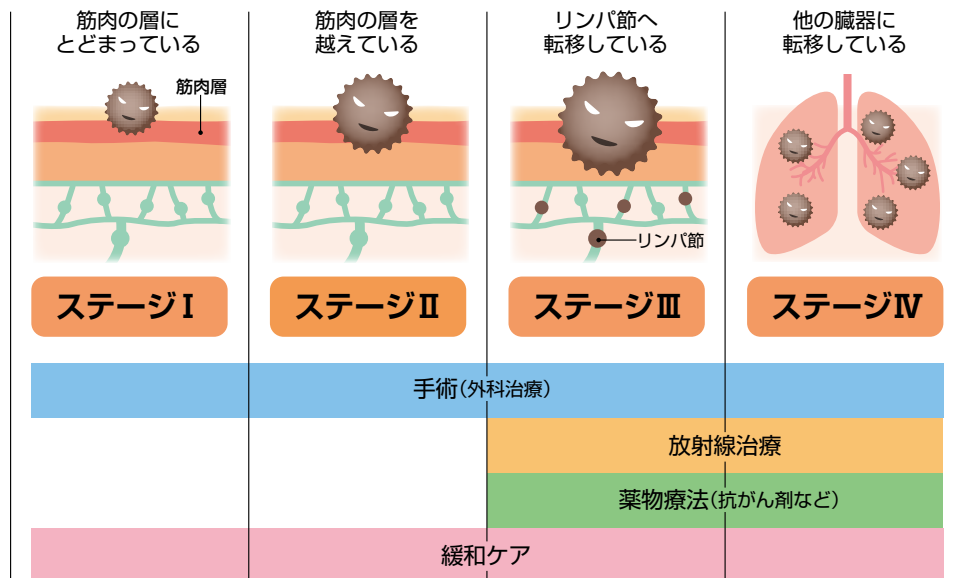 筋肉の層に
とどまっている
筋肉の層を
越えている
リンパ節へ
転移している
他の臓器に
転移している
筋肉層
リンパ節
ステージⅠ
ステージⅡ
ステージⅢ
ステージⅣ
手術(外科治療)
放射線治療
薬物療法(抗がん剤など)
緩和ケア